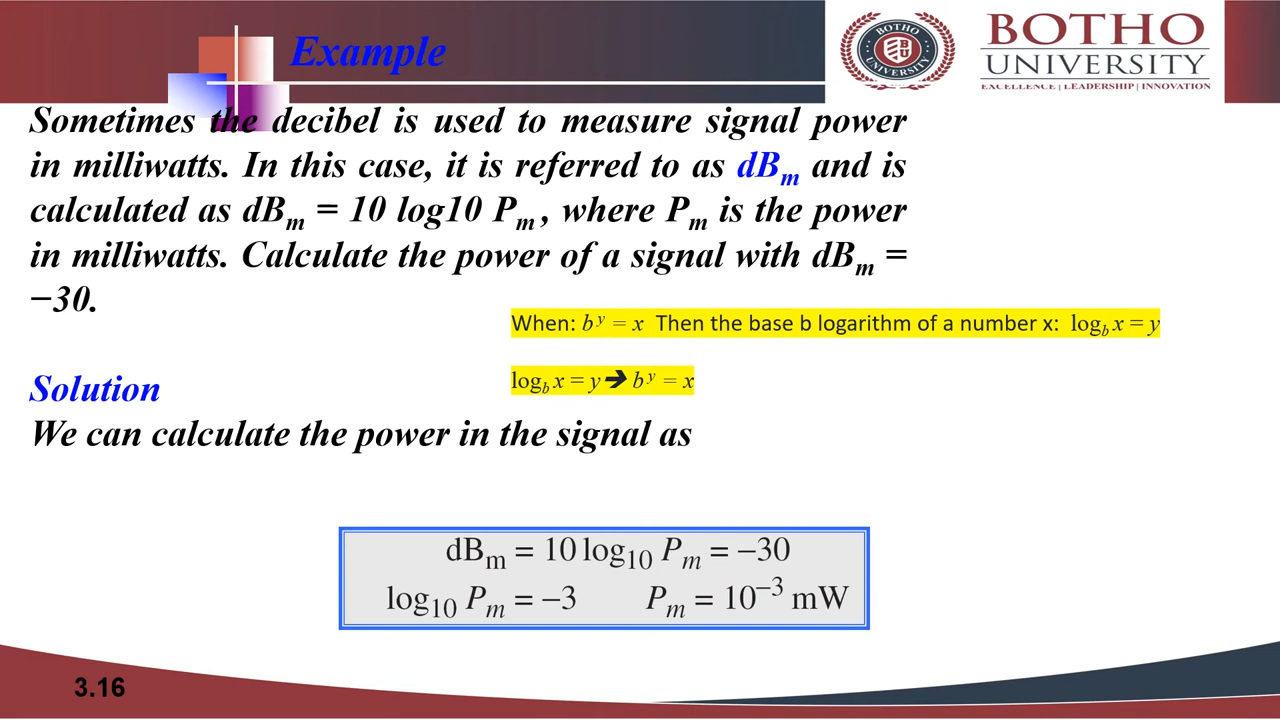 Example
BOTHO
UNIVERSITY
EXCELLENCE | LEADERSHIP | INNOVATION
BOTHO
BU
UNIVERSITY
Sometimes the decibel is used to measure signal power
in milliwatts. In this case, it is referred to as dBm and is
calculated as dBm = 10 log10 Pm , where Pm is the power
in milliwatts. Calculate the power of a signal with dBm =
−30.
When: b^y = x Then the base b logarithm of a number x: log_b x = y
log_b x = y 🡺 b^y = x
Solution
We can calculate the power in the signal as
dBm = 10 log₁₀ Pm = −30
log₁₀ Pm = −3 Pm = 10⁻³ mW
3.16